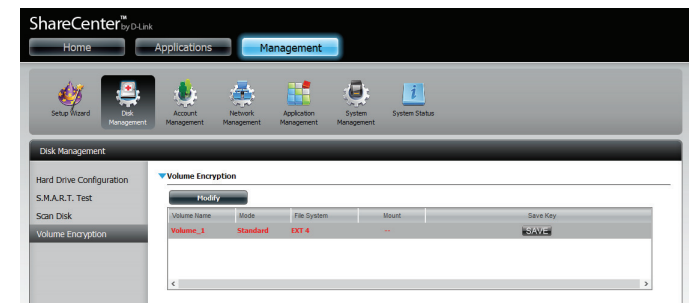 ShareCenter™ by D-Link
Home Applications Management
Setup Wizard Disk Management Account Management Network Management Application Management System Management System Status
Disk Management
Hard Drive Configuration
S.M.A.R.T. Test
Scan Disk
Volume Encryption
Volume Encryption
Modify
Volume Name Mode File System Mount Save Key
Volume_1 Standard EXT 4 -- SAVE